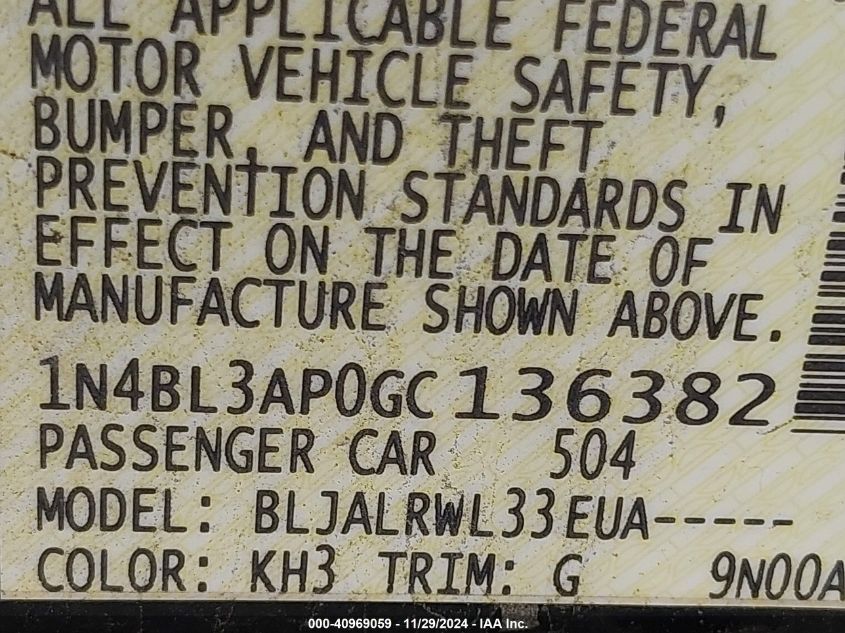 ALL APPLICABLE FEDERAL
MOTOR VEHICLE SAFETY,
BUMPER, AND THEFT
PREVENTION STANDARDS IN
EFFECT ON THE DATE OF
MANUFACTURE SHOWN ABOVE.
1N4BL3AP0GC136382
PASSENGER CAR 504
MODEL: BLJALRWL33EUA-----
COLOR: KH3 TRIM: G 9N00A
000-40969059 - 11/29/2024 - IAA Inc.